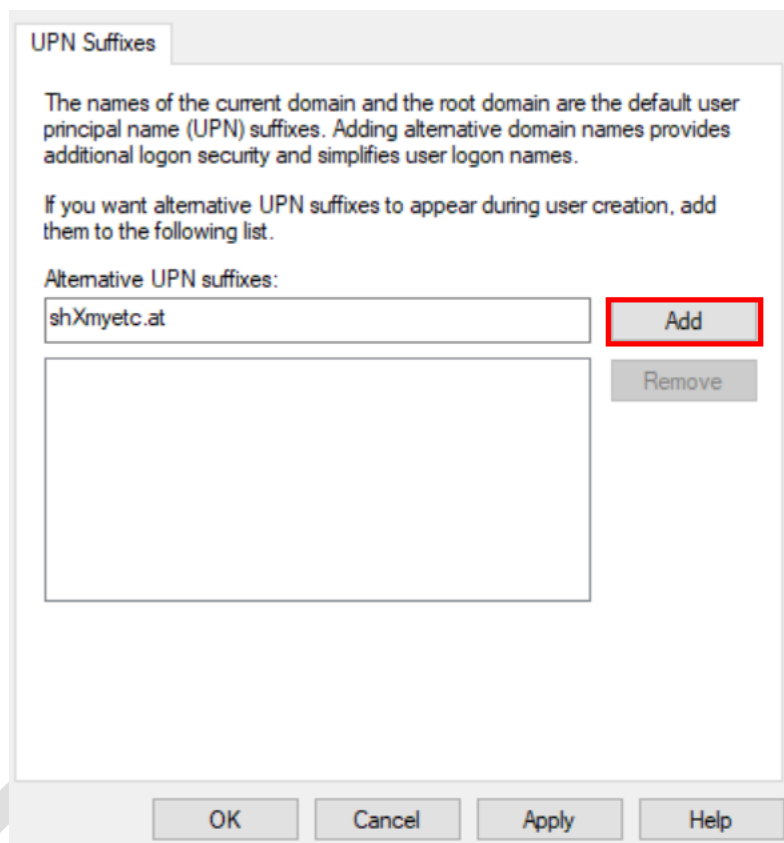 UPN Suffixes
The names of the current domain and the root domain are the default user
principal name (UPN) suffixes. Adding alternative domain names provides
additional logon security and simplifies user logon names.
If you want alternative UPN suffixes to appear during user creation, add
them to the following list.
Alternative UPN suffixes:
shXmyetc.at
Add
Remove
OK
Cancel
Apply
Help